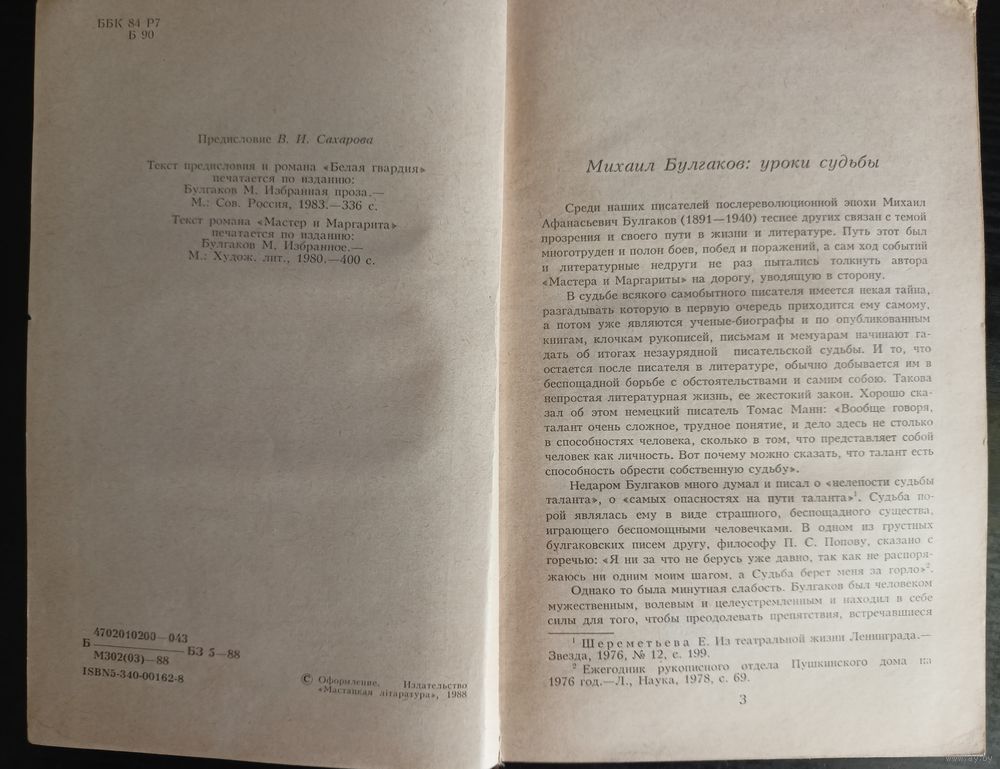 ББК 84 Р7
Б 90
Предисловие В. И. Сахарова
Текст предисловия и романа «Белая гвардия»
печатается по изданию:
Булгаков М. Избранная проза.—
М.: Сов. Россия, 1983.—336 с.
Текст романа «Мастер и Маргарита»
печатается по изданию:
Булгаков М. Избранное.—
М.: Худож. лит., 1980.—400 с.
4702010200—043
Б БЗ 5—88
М302(03)—88
ISBN5-340-00162-8
© Оформление. Издательство
«Мастацкая літаратура», 1988
Михаил Булгаков: уроки судьбы
Среди наших писателей послереволюционной эпохи Михаил
Афанасьевич Булгаков (1891—1940) теснее других связан с темой
прозрения и своего пути в жизни и литературе. Путь этот был
многотруден и полон боев, побед и поражений, а сам ход событий
и литературные недруги не раз пытались толкнуть автора
«Мастера и Маргариты» на дорогу, уводящую в сторону.
В судьбе всякого самобытного писателя имеется некая тайна,
разгадывать которую в первую очередь приходится ему самому,
а потом уже являются ученые-биографы и по опубликованным
книгам, клочкам рукописей, письмам и мемуарам начинают га-
дать об итогах незаурядной писательской судьбы. И то, что
остается после писателя в литературе, обычно добывается им в
беспощадной борьбе с обстоятельствами и самим собою. Такова
непростая литературная жизнь, ее жестокий закон. Хорошо ска-
зал об этом немецкий писатель Томас Манн: «Вообще говоря,
талант очень сложное, трудное понятие, и дело здесь не столько
в способностях человека, сколько в том, что представляет собой
человек как личность. Вот почему можно сказать, что талант есть
способность обрести собственную судьбу».
Недаром Булгаков много думал и писал о «нелепости судьбы
таланта», о «самых опасностях на пути таланта»¹. Судьба по-
рой являлась ему в виде страшного, беспощадного существа,
играющего беспомощными человечками. В одном из грустных
булгаковских писем другу, философу П. С. Попову, сказано с
горечью: «Я ни за что не берусь уже давно, так как не распоря-
жаюсь ни одним моим шагом, а Судьба берет меня за горло»².
Однако то была минутная слабость. Булгаков был человеком
мужественным, волевым и целеустремленным и находил в себе
силы для того, чтобы преодолевать препятствия, встречавшиеся
¹ Шереметьева Е. Из театральной жизни Ленинграда.—
Звезда, 1976, № 12, с. 199.
² Ежегодник рукописного отдела Пушкинского дома на
1976 год.—Л., Наука, 1978, с. 69.
3
www.ay.by